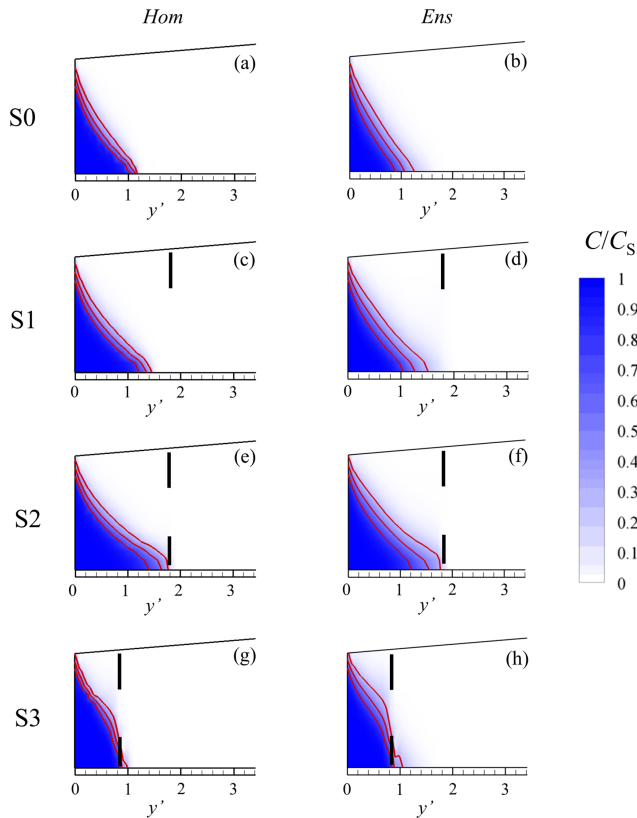 Hom Ens
(a) (b)
S0
0 1 2 3 0 1 2 3
y’ y’
C/CS
(c) (d)
S1
0 1 2 3 0 1 2 3
y’ y’
1
0.9
0.8
0.7
0.6
0.5
0.4
0.3
0.2
0.1
0
(e) (f)
S2
0 1 2 3 0 1 2 3
y’ y’
(g) (h)
S3
0 1 2 3 0 1 2 3
y’ y’